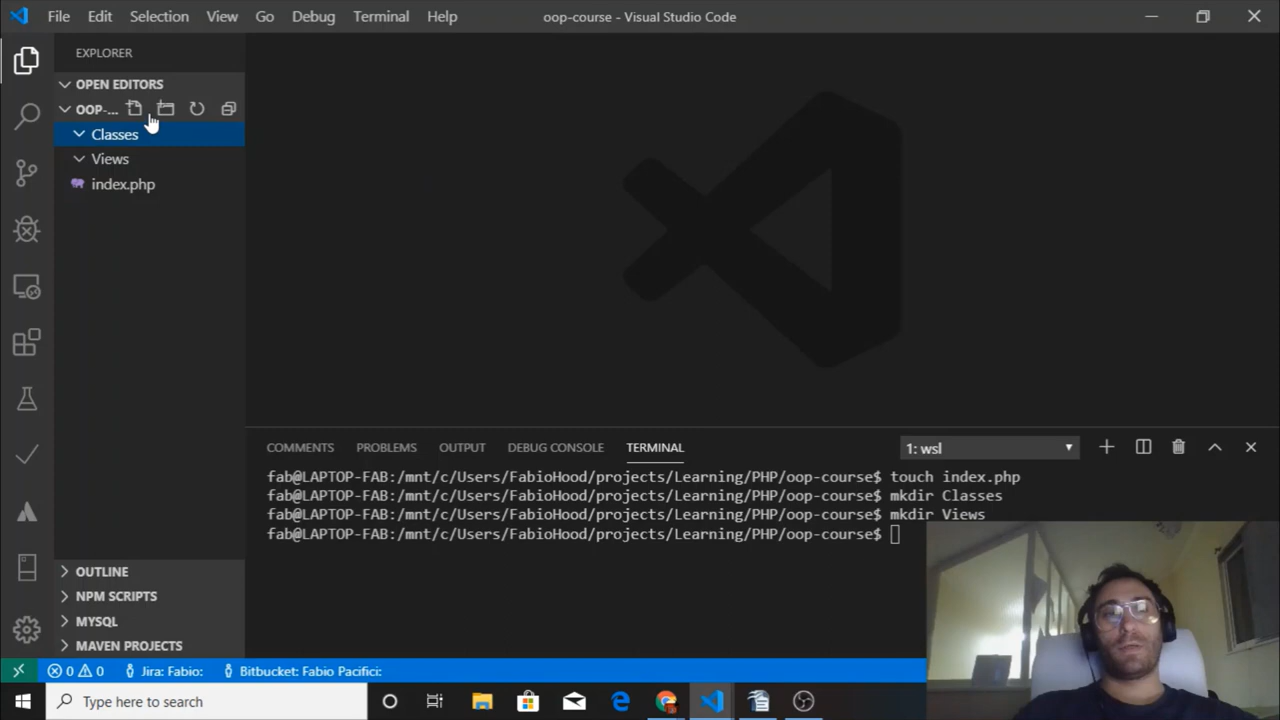 File Edit Selection View Go Debug Terminal Help
oop-course - Visual Studio Code
EXPLORER
OPEN EDITORS
OOP-...
Classes
Views
index.php
COMMENTS PROBLEMS OUTPUT DEBUG CONSOLE TERMINAL
1: wsl
fab@LAPTOP-FAB:/mnt/c/Users/FabioHood/projects/Learning/PHP/oop-course$ touch index.php
fab@LAPTOP-FAB:/mnt/c/Users/FabioHood/projects/Learning/PHP/oop-course$ mkdir Classes
fab@LAPTOP-FAB:/mnt/c/Users/FabioHood/projects/Learning/PHP/oop-course$ mkdir Views
fab@LAPTOP-FAB:/mnt/c/Users/FabioHood/projects/Learning/PHP/oop-course$
OUTLINE
NPM SCRIPTS
MYSQL
MAVEN PROJECTS
0 0 Jira: Fabio: Bitbucket: Fabio Pacifici:
Type here to search